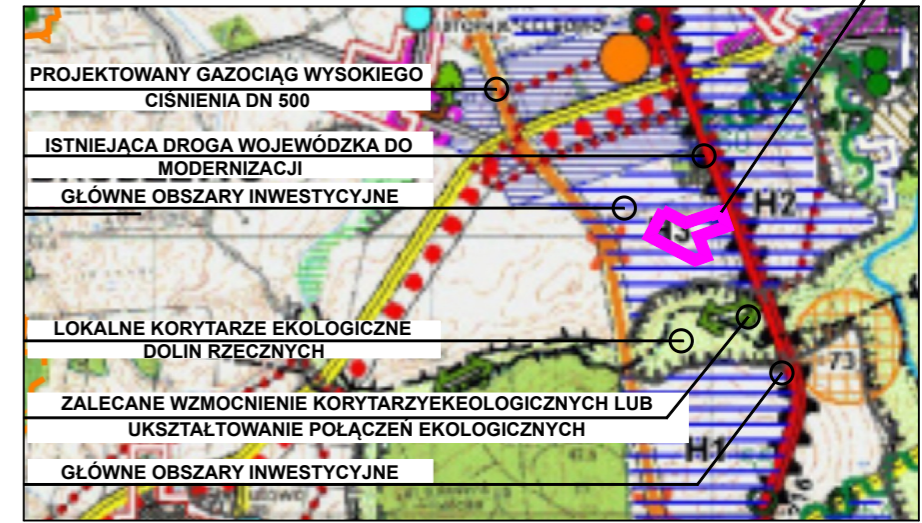 PROJEKTOWANY GAZOCIĄG WYSOKIEGO
CIŚNIENIA DN 500
ISTNIEJĄCA DROGA WOJEWÓDZKA DO
MODERNIZACJI
GŁÓWNE OBSZARY INWESTYCYJNE
H2
LOKALNE KORYTARZE EKOLOGICZNE
DOLIN RZECZNYCH
73
ZALECANE WZMOCNIENIE KORYTARZYEKEOLOGICZNYCH LUB
UKSZTAŁTOWANIE POŁĄCZEŃ EKOLOGICZNYCH
H1
GŁÓWNE OBSZARY INWESTYCYJNE